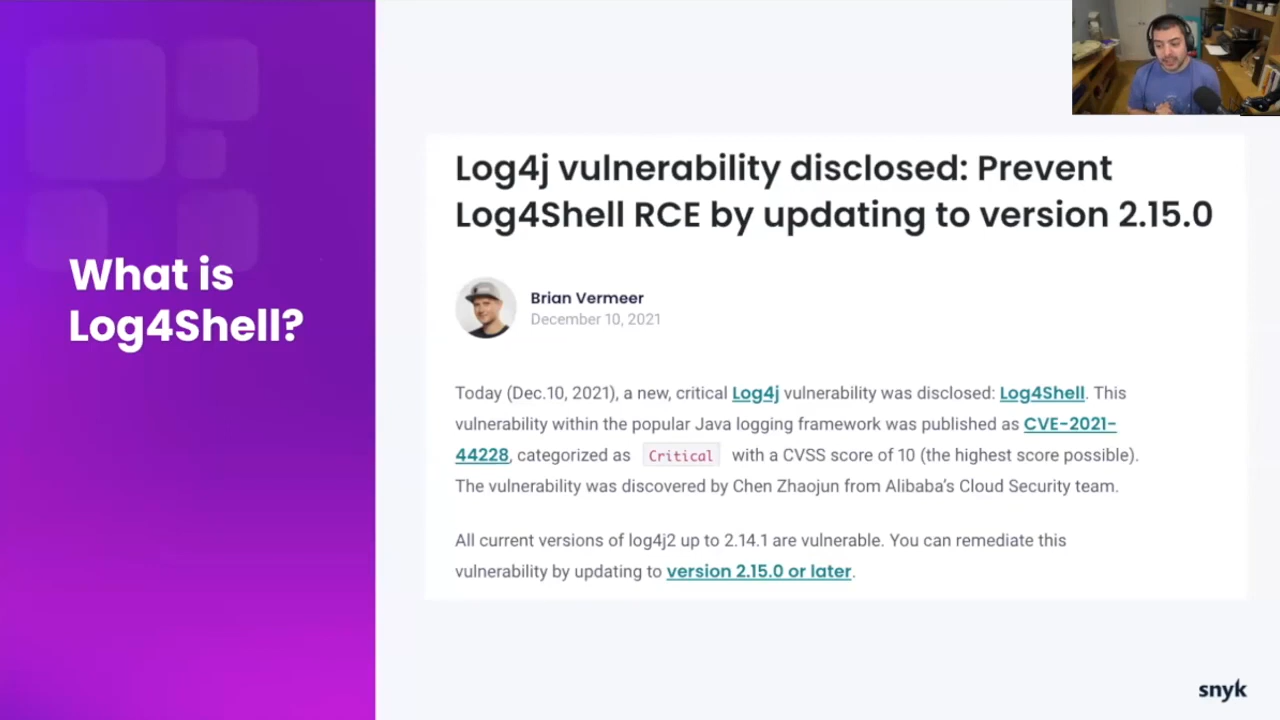 What is
Log4Shell?
Log4j vulnerability disclosed: Prevent
Log4Shell RCE by updating to version 2.15.0
Brian Vermeer
December 10, 2021
Today (Dec.10, 2021), a new, critical Log4j vulnerability was disclosed: Log4Shell. This
vulnerability within the popular Java logging framework was published as CVE-2021-
44228, categorized as Critical with a CVSS score of 10 (the highest score possible).
The vulnerability was discovered by Chen Zhaojun from Alibaba’s Cloud Security team.
All current versions of log4j2 up to 2.14.1 are vulnerable. You can remediate this
vulnerability by updating to version 2.15.0 or later.
snyk